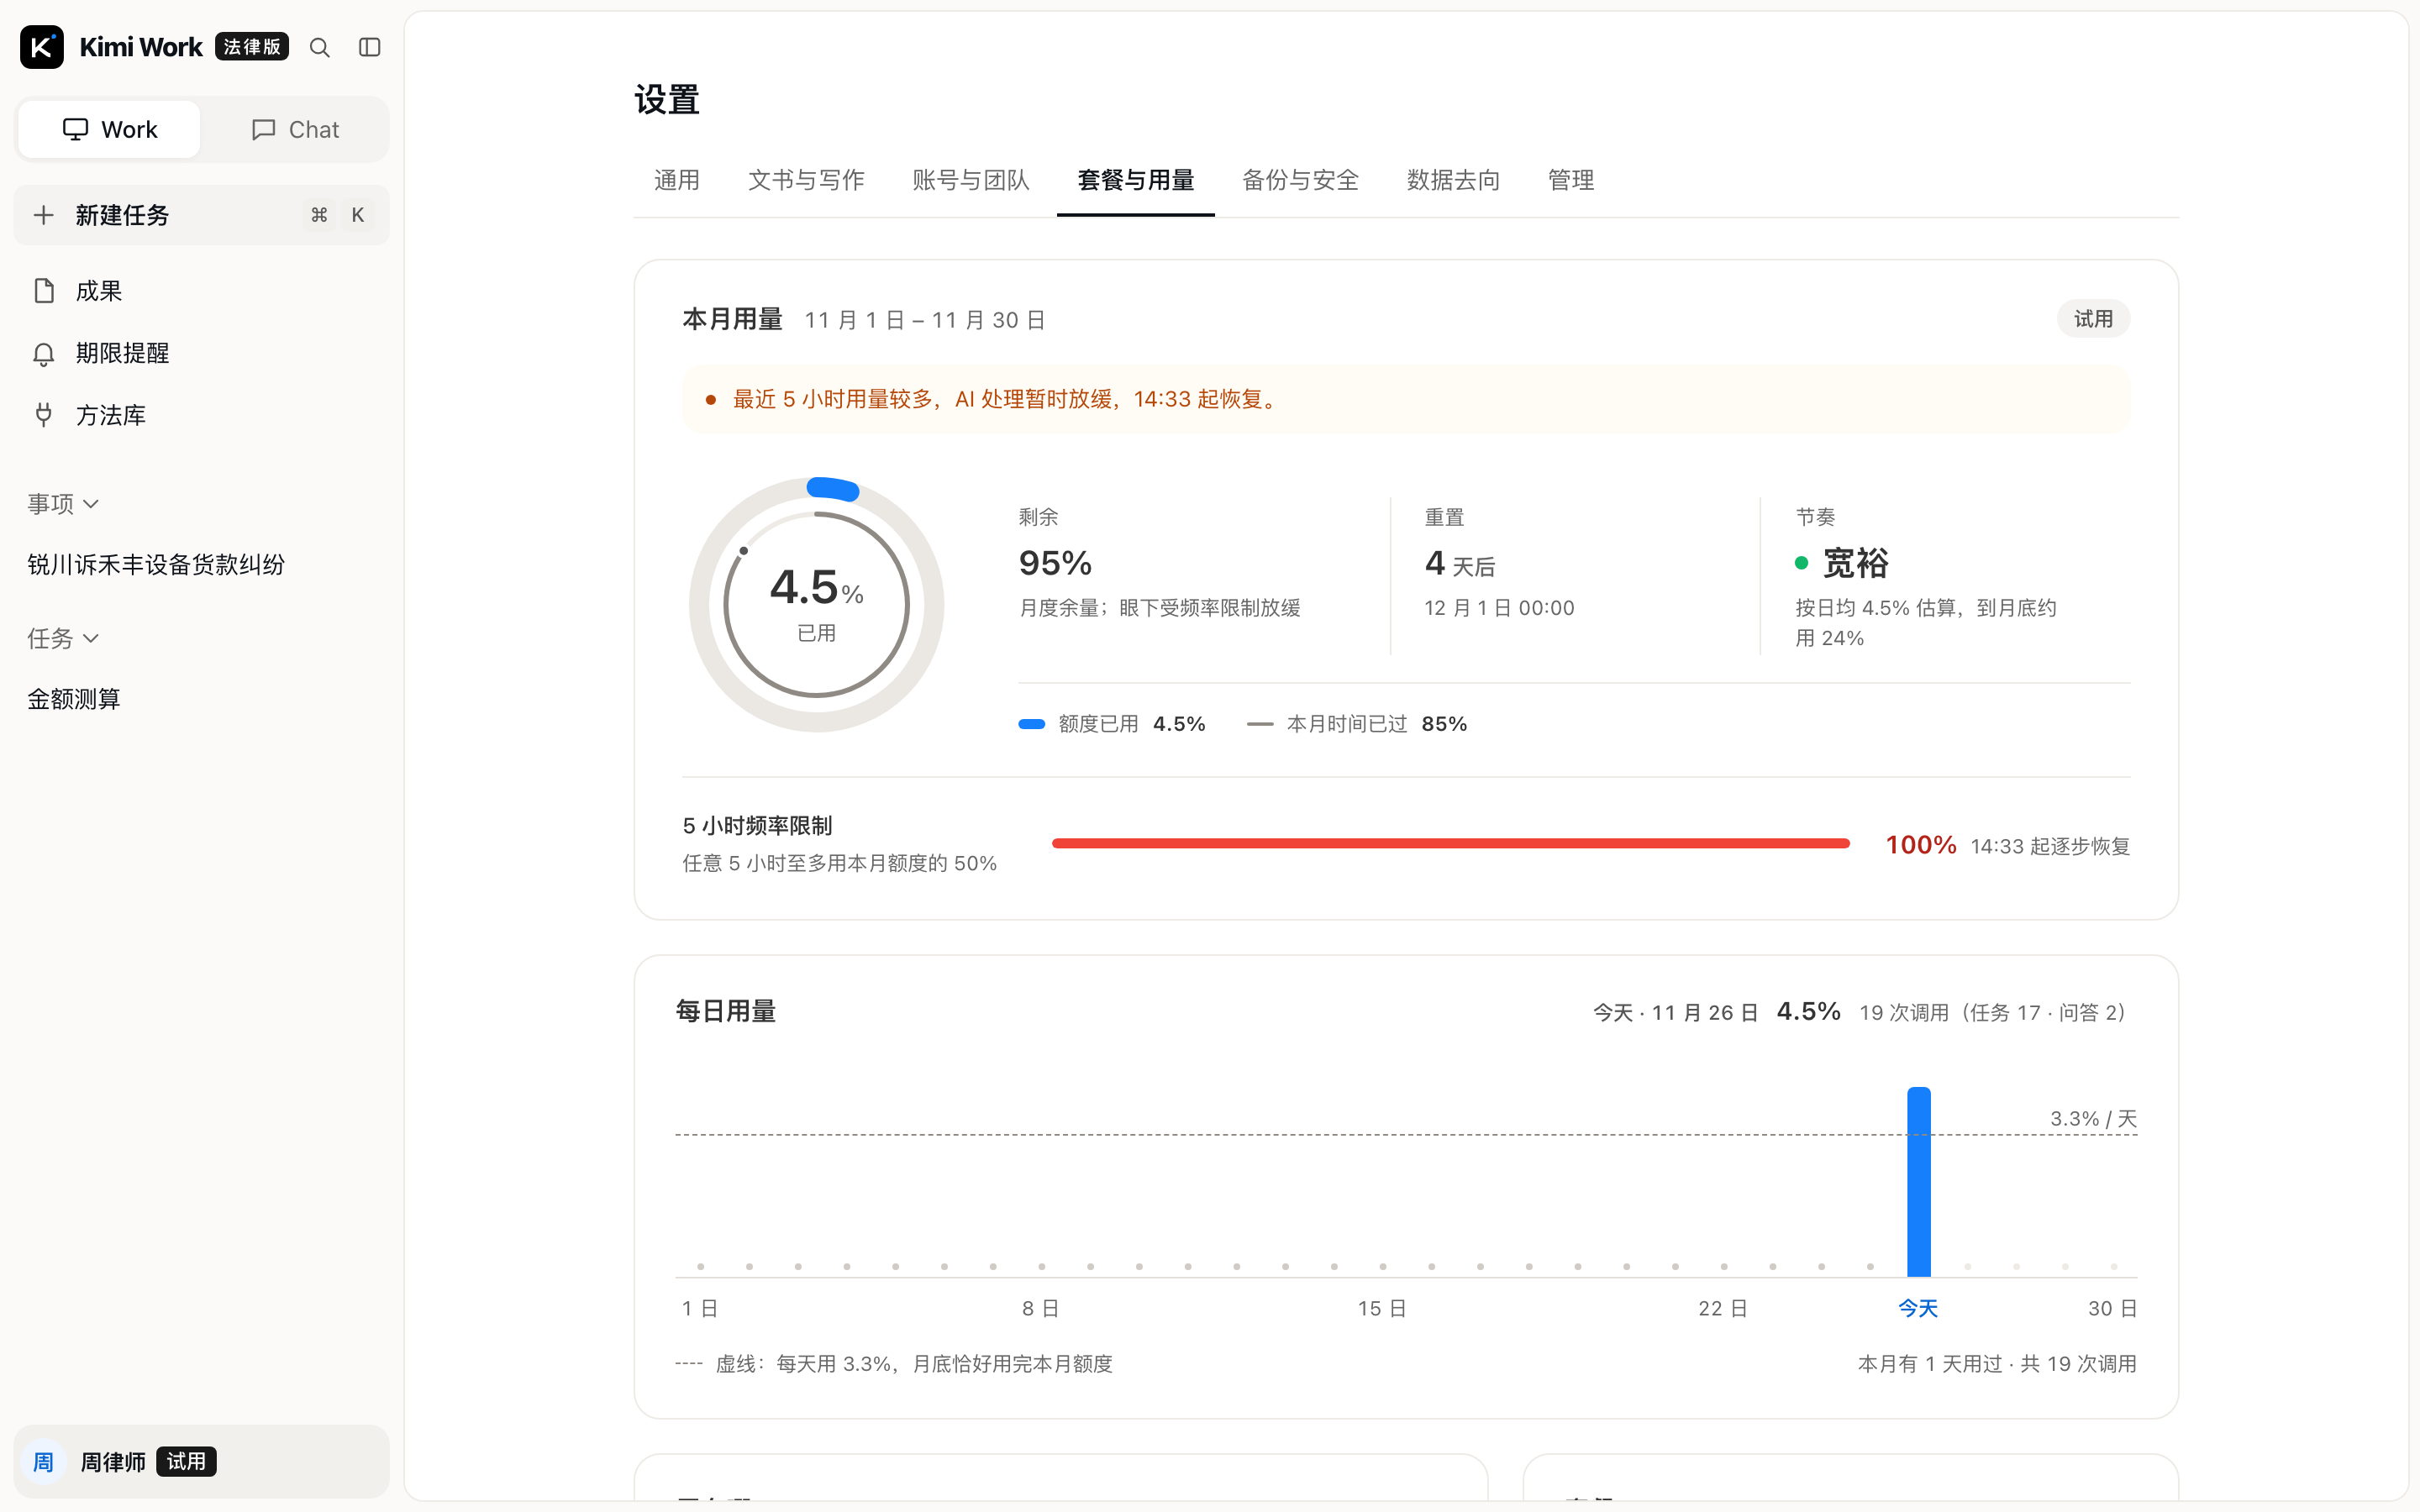 Kimi Work 法律版
Work
Chat
新建任务 ⌘ K
成果
期限提醒
方法库
事项
锐川诉禾丰设备货款纠纷
任务
金额测算
周 周律师 试用
设置
通用 文书与写作 账号与团队 套餐与用量 备份与安全 数据去向 管理
本月用量 11 月 1 日 – 11 月 30 日
试用
最近 5 小时用量较多，AI 处理暂时放缓，14:33 起恢复。
4.5%
已用
剩余
95%
月度余量；眼下受频率限制放缓
重置
4 天后
12 月 1 日 00:00
节奏
宽裕
按日均 4.5% 估算，到月底约
用 24%
额度已用 4.5%
本月时间已过 85%
5 小时频率限制
任意 5 小时至多用本月额度的 50%
100% 14:33 起逐步恢复
每日用量
今天 · 11 月 26 日 4.5% 19 次调用（任务 17 · 问答 2）
3.3% / 天
1 日 8 日 15 日 22 日 今天 30 日
虚线：每天用 3.3%，月底恰好用完本月额度
本月有 1 天用过 · 共 19 次调用